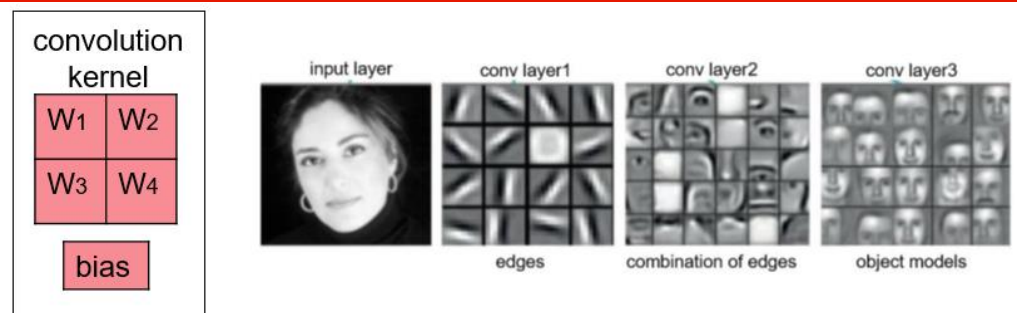 convolution
kernel
W1 W2
W3 W4
bias
input layer
conv layer1
conv layer2
conv layer3
edges
combination of edges
object models